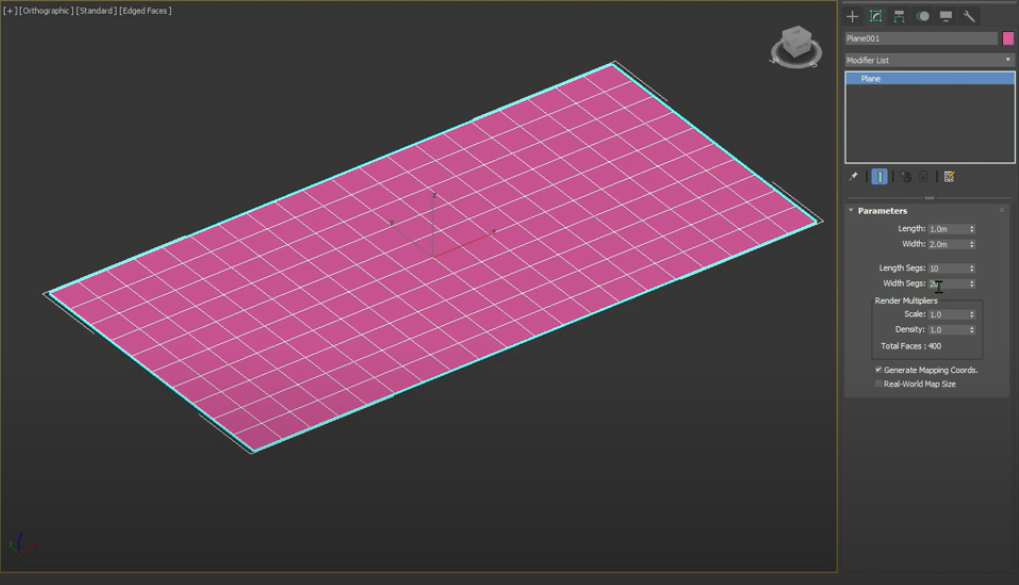 [+] [Orthographic] [Standard] [Edged Faces]
Plane001
Modifier List
Plane
Parameters
Length: 1.0m
Width: 2.0m
Length Segs: 10
Width Segs:
Render Multipliers
Scale: 1.0
Density: 1.0
Total Faces : 400
Generate Mapping Coords.
Real-World Map Size